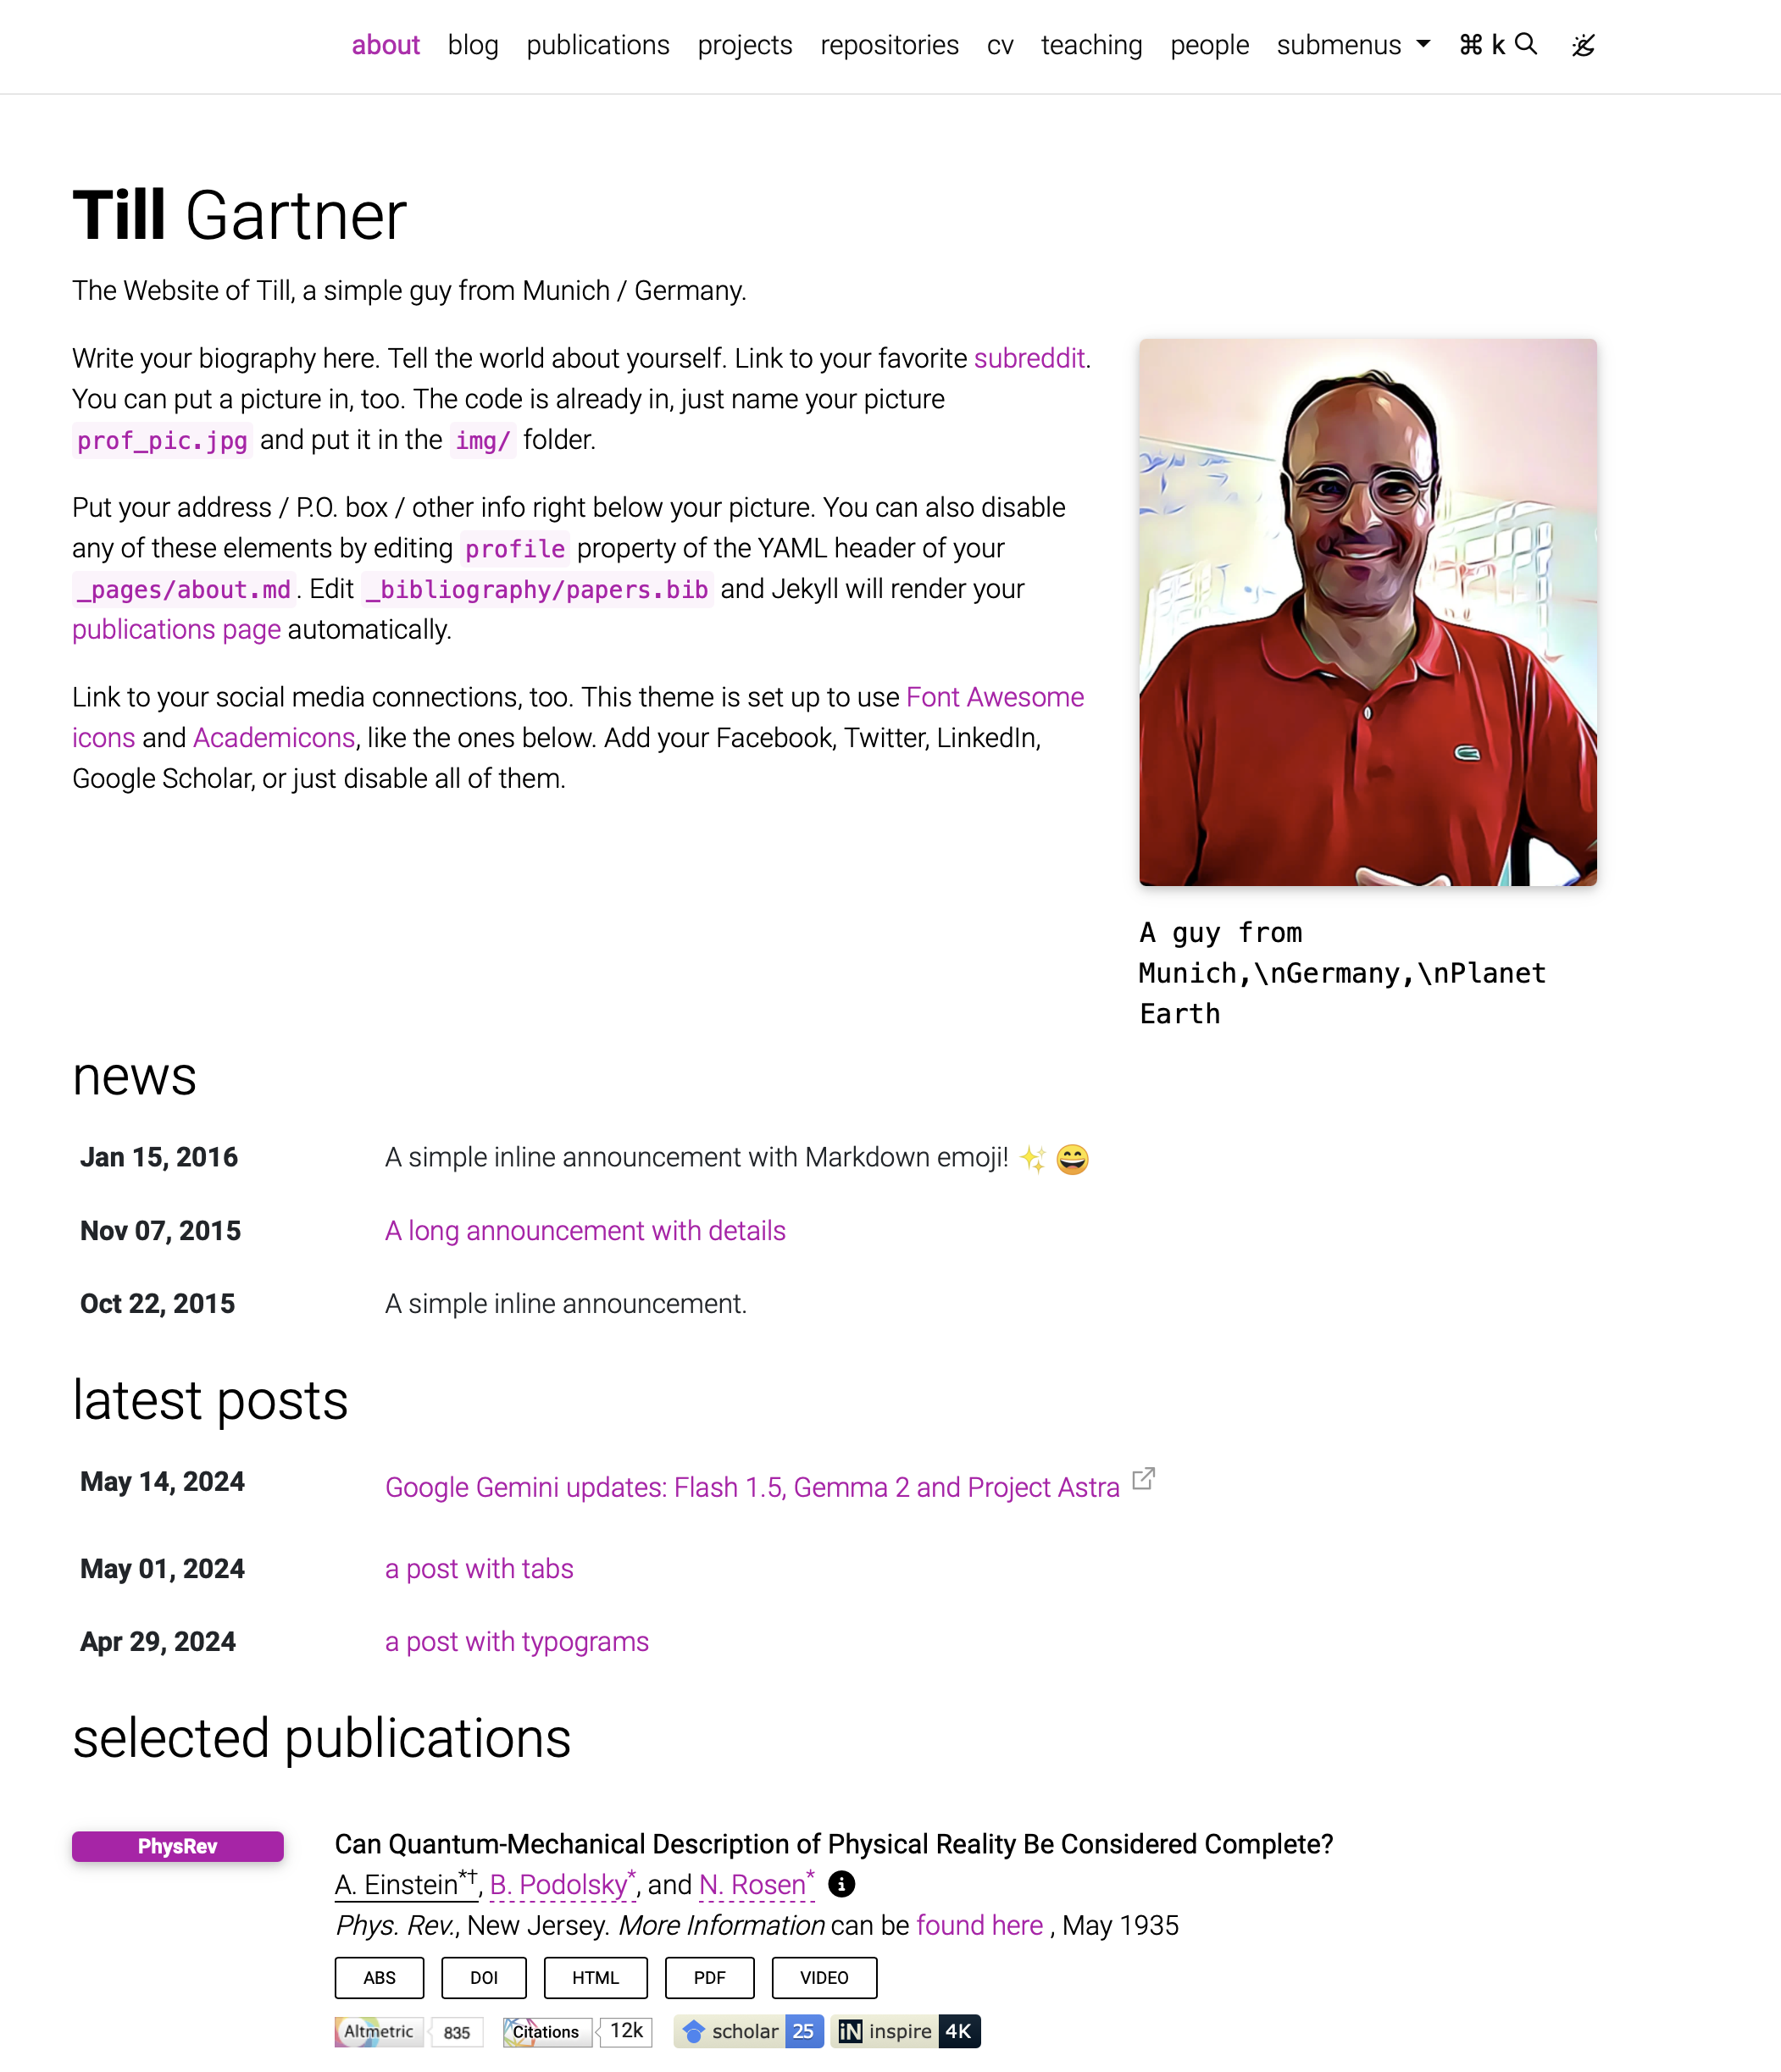 about blog publications projects repositories cv teaching people submenus ⌘ k
Till Gartner
The Website of Till, a simple guy from Munich / Germany.
Write your biography here. Tell the world about yourself. Link to your favorite subreddit.
You can put a picture in, too. The code is already in, just name your picture
prof_pic.jpg and put it in the img/ folder.
Put your address / P.O. box / other info right below your picture. You can also disable
any of these elements by editing profile property of the YAML header of your
_pages/about.md. Edit _bibliography/papers.bib and Jekyll will render your
publications page automatically.
Link to your social media connections, too. This theme is set up to use Font Awesome
icons and Academicons, like the ones below. Add your Facebook, Twitter, LinkedIn,
Google Scholar, or just disable all of them.
A guy from
Munich,\nGermany,\nPlanet
Earth
news
Jan 15, 2016 A simple inline announcement with Markdown emoji! ✨ 😄
Nov 07, 2015 A long announcement with details
Oct 22, 2015 A simple inline announcement.
latest posts
May 14, 2024 Google Gemini updates: Flash 1.5, Gemma 2 and Project Astra
May 01, 2024 a post with tabs
Apr 29, 2024 a post with typograms
selected publications
PhysRev
Can Quantum-Mechanical Description of Physical Reality Be Considered Complete?
A. Einstein*†, B. Podolsky*, and N. Rosen*
Phys. Rev., New Jersey. More Information can be found here , May 1935
ABS DOI HTML PDF VIDEO
Altmetric 835 Citations 12k scholar 25 iN inspire 4K